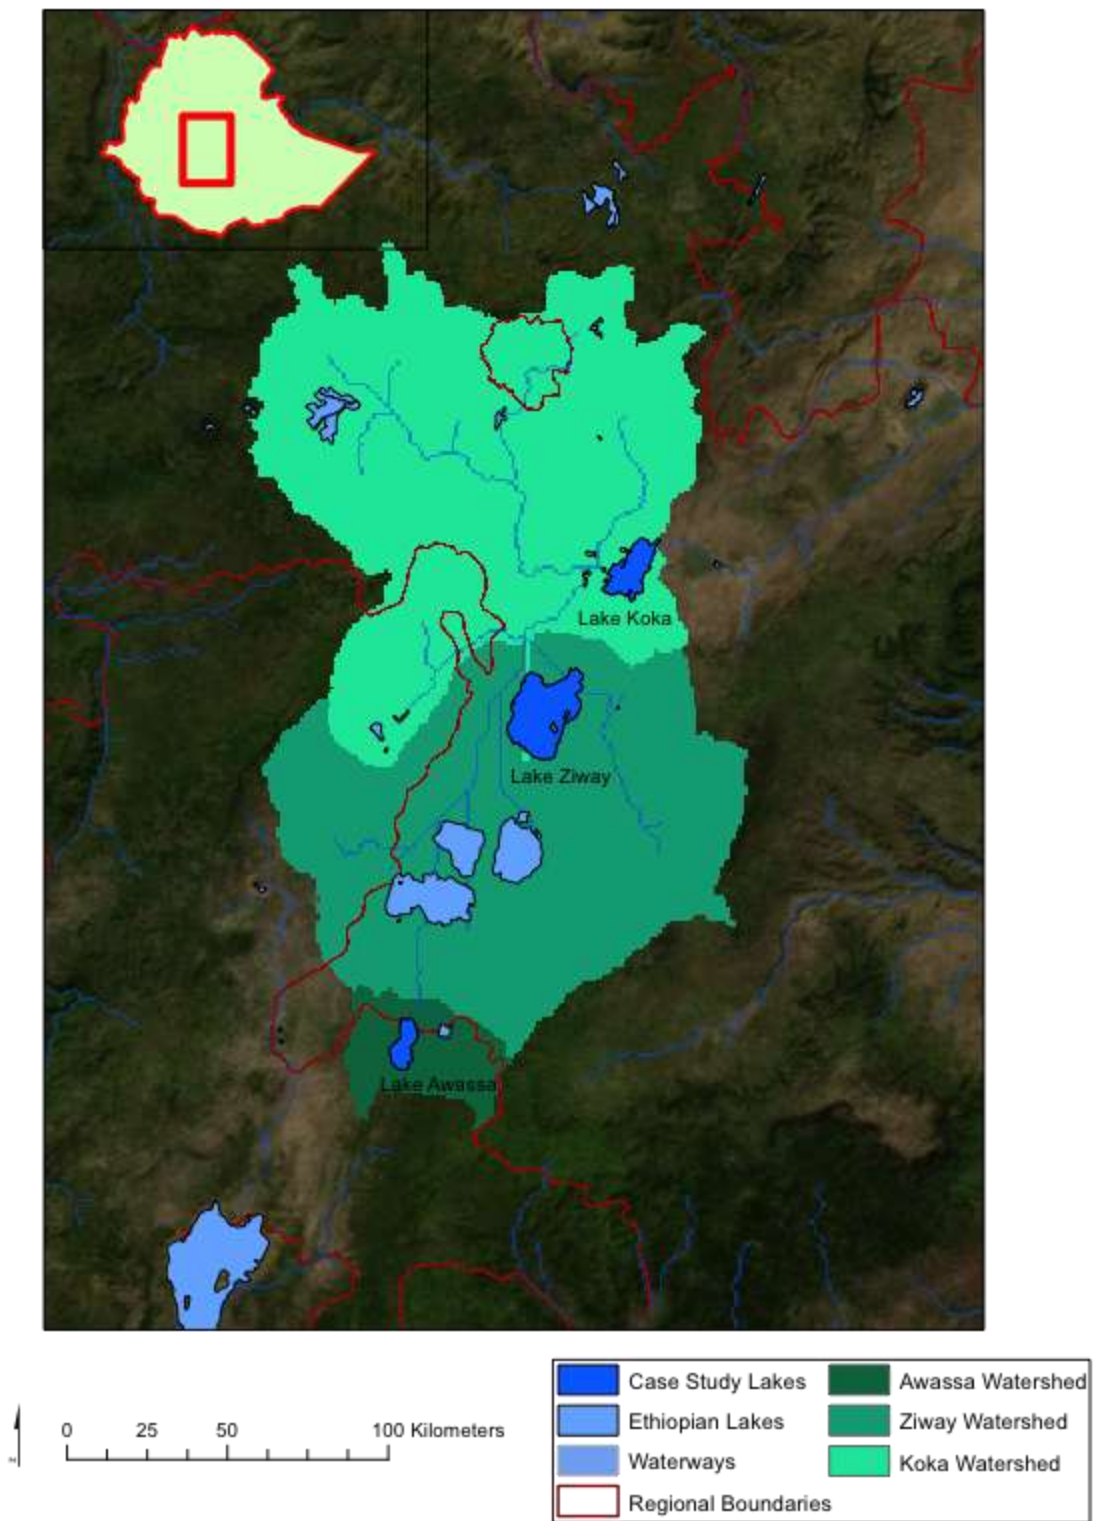 Lake Koka
Lake Ziway
Lake Awassa
0 25 50 100 Kilometers
N
Case Study Lakes
Ethiopian Lakes
Waterways
Regional Boundaries
Awassa Watershed
Ziway Watershed
Koka Watershed